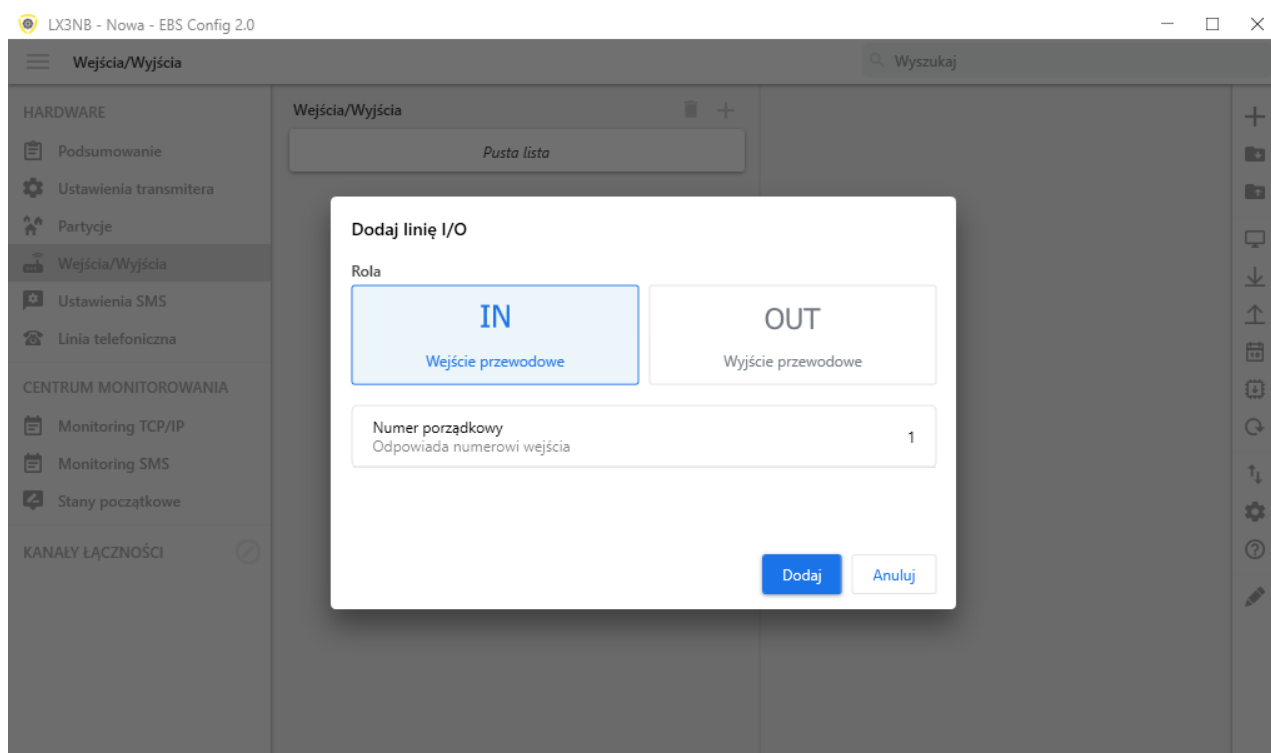 LX3NB - Nowa - EBS Config 2.0
Wejścia/Wyjścia
Wyszukaj
HARDWARE
Podsumowanie
Ustawienia transmitera
Partycje
Wejścia/Wyjścia
Ustawienia SMS
Linia telefoniczna
CENTRUM MONITOROWANIA
Monitoring TCP/IP
Monitoring SMS
Stany początkowe
KANAŁY ŁĄCZNOŚCI
Wejścia/Wyjścia
Pusta lista
Dodaj linię I/O
Rola
IN
Wejście przewodowe
OUT
Wyjście przewodowe
Numer porządkowy
Odpowiada numerowi wejścia
1
Dodaj
Anuluj